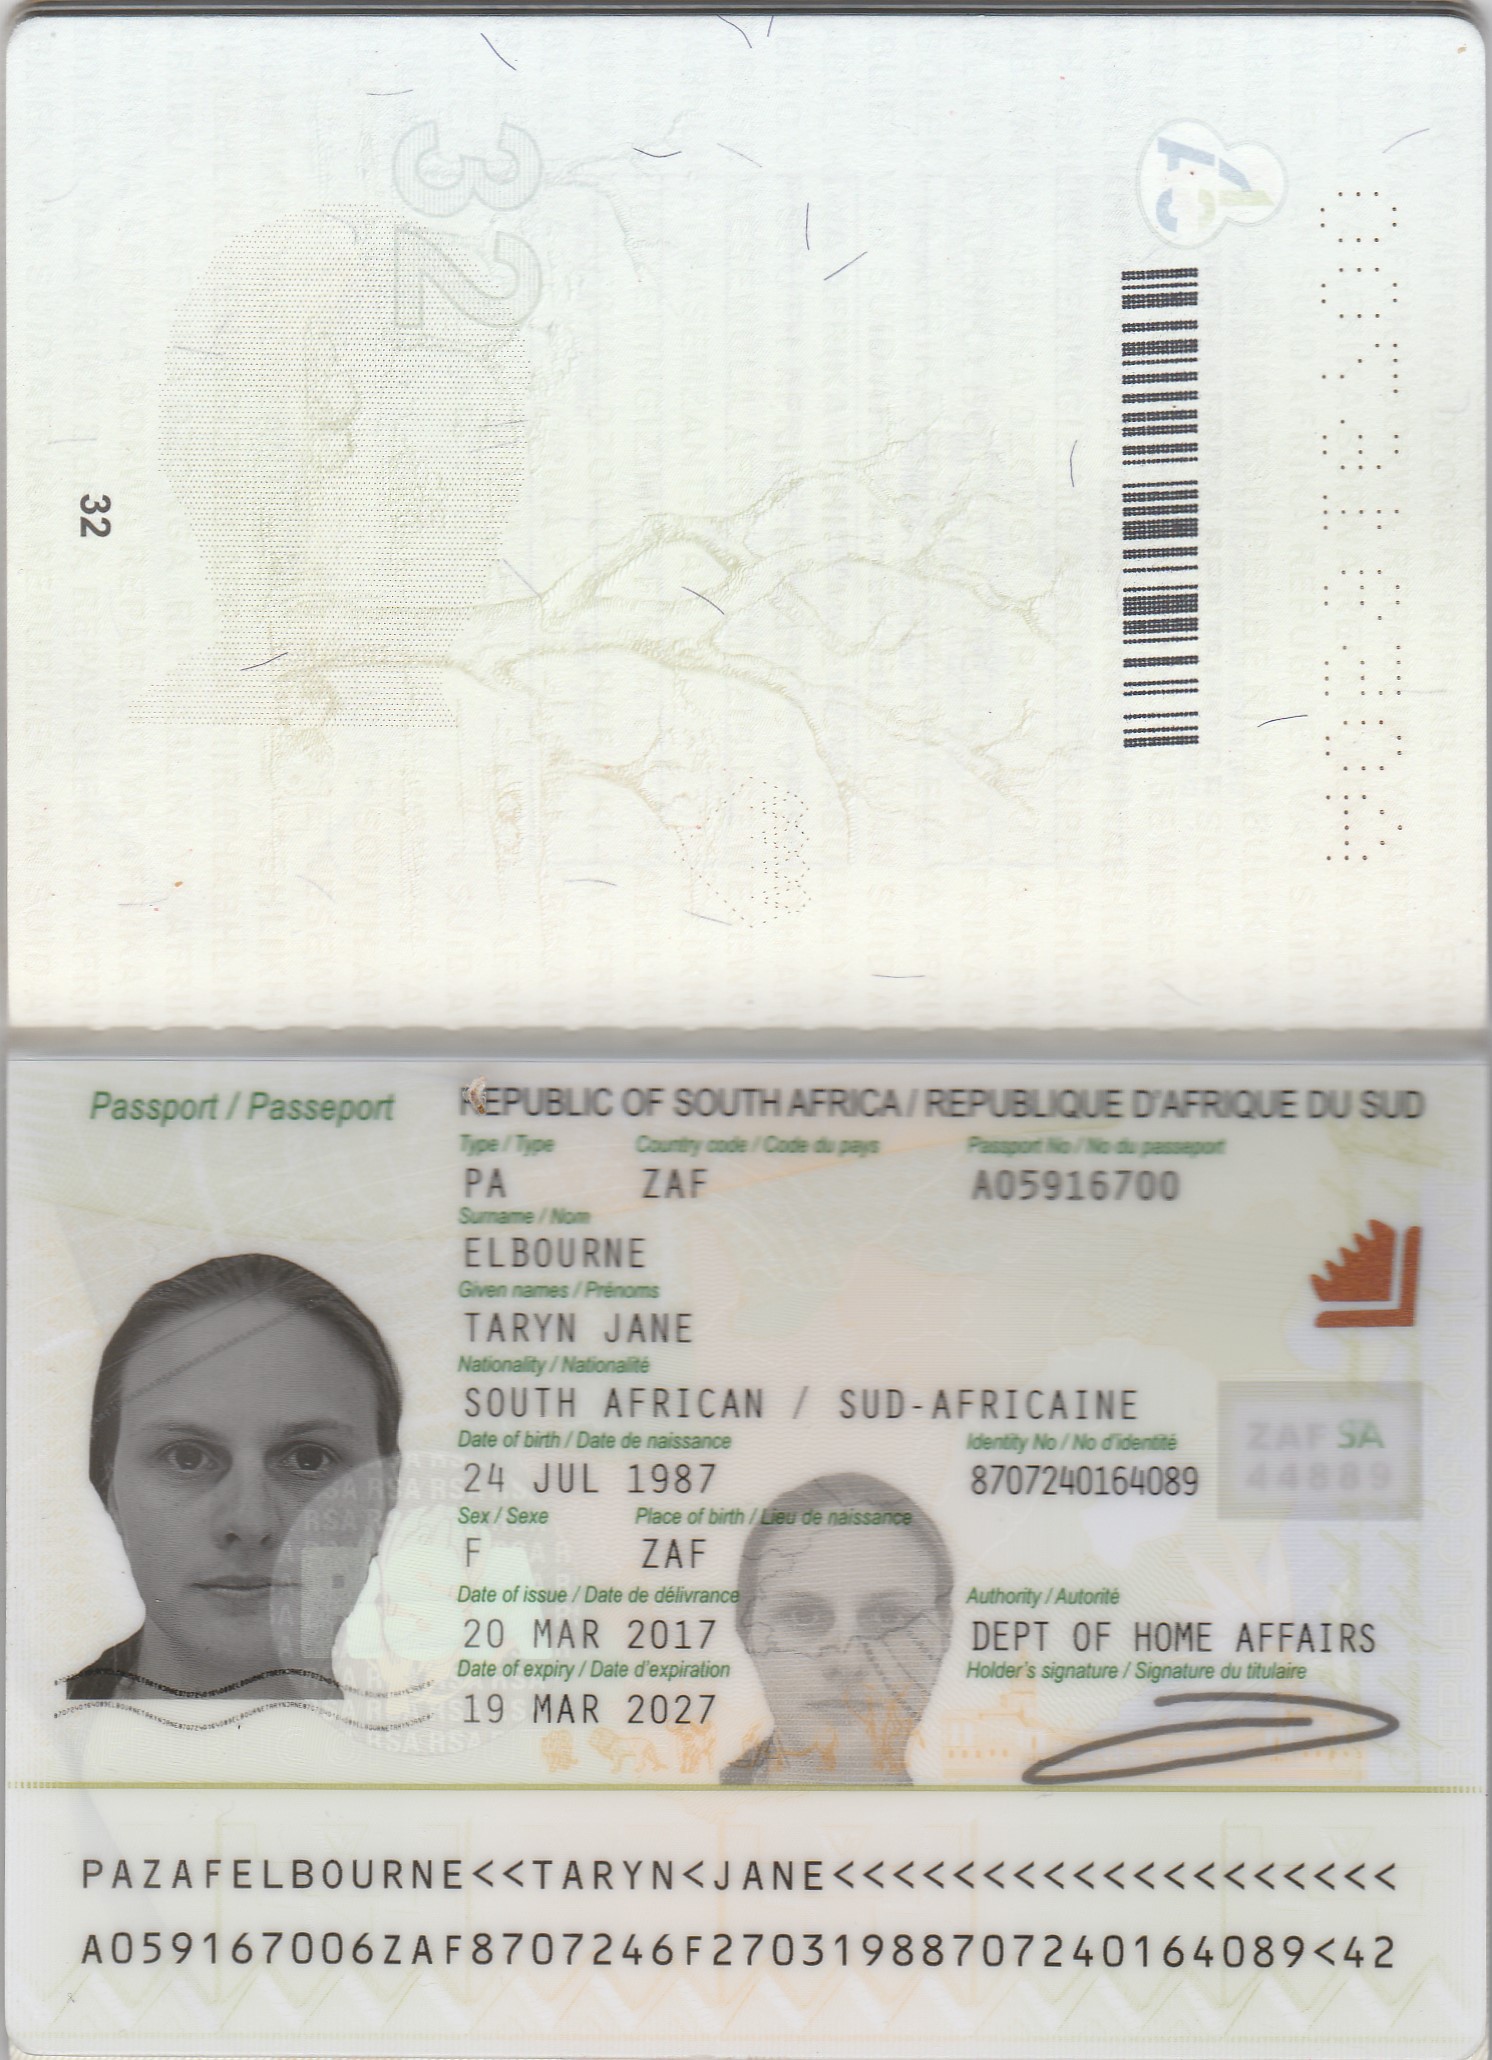 32
32
Passport / Passeport
REPUBLIC OF SOUTH AFRICA / REPUBLIQUE D'AFRIQUE DU SUD
Type / Type Country code / Code du pays Passport No / No du passeport
PA ZAF A05916700
Surname / Nom
ELBOURNE
Given names / Prénoms
TARYN JANE
Nationality / Nationalité
SOUTH AFRICAN / SUD-AFRICAINE
Date of birth / Date de naissance Identity No / No d'identité
24 JUL 1987 8707240164089
ZAF SA
Sex / Sexe Place of birth / Lieu de naissance
F ZAF
Date of issue / Date de délivrance Authority / Autorité
20 MAR 2017 DEPT OF HOME AFFAIRS
Date of expiry / Date d'expiration Holder's signature / Signature du titulaire
19 MAR 2027
PAZAFELBOURNE<<TARYN<JANE<<<<<<<<<<<<<<<<<<<
A059167006ZAF8707246F27031988707240164089<42